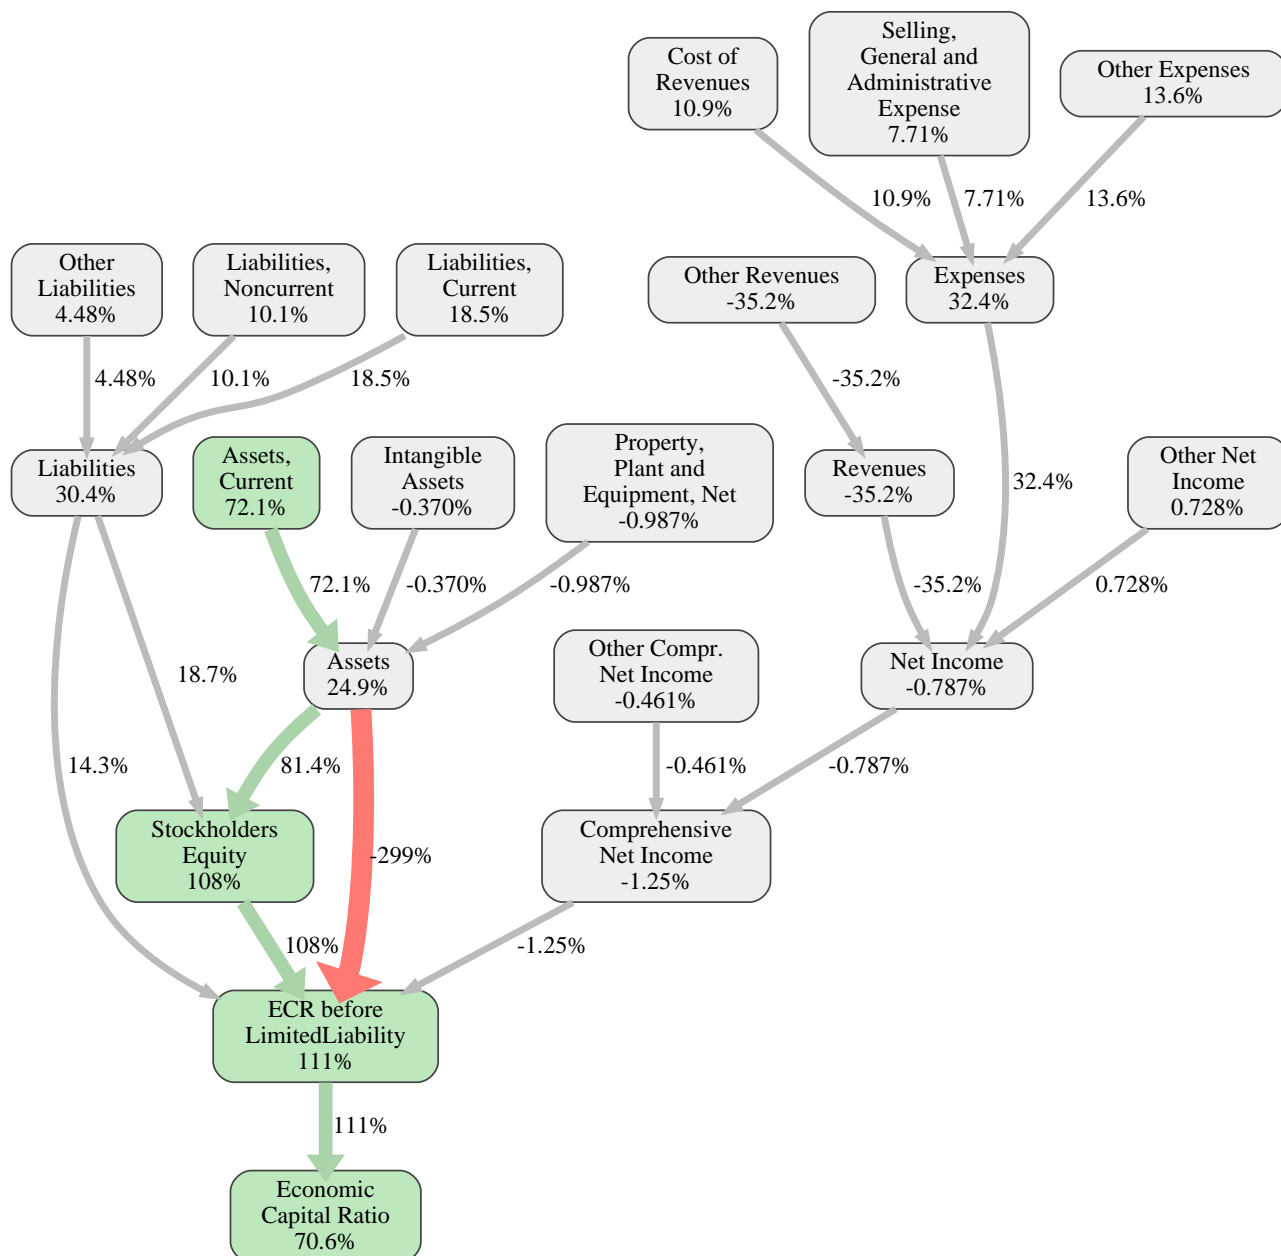 Cost of
Revenues
10.9%
Selling,
General and
Administrative
Expense
7.71%
Other Expenses
13.6%
10.9%
7.71%
13.6%
Other
Liabilities
4.48%
Liabilities,
Noncurrent
10.1%
Liabilities,
Current
18.5%
Other Revenues
-35.2%
Expenses
32.4%
4.48%
10.1%
18.5%
-35.2%
Liabilities
30.4%
Assets,
Current
72.1%
Intangible
Assets
-0.370%
Property,
Plant and
Equipment, Net
-0.987%
Revenues
-35.2%
32.4%
Other Net
Income
0.728%
72.1%
-0.370%
-0.987%
-35.2%
0.728%
Assets
24.9%
Other Compr.
Net Income
-0.461%
Net Income
-0.787%
18.7%
14.3%
81.4%
-0.461%
-0.787%
Stockholders
Equity
108%
-299%
Comprehensive
Net Income
-1.25%
108%
-1.25%
ECR before
LimitedLiability
111%
111%
Economic
Capital Ratio
70.6%